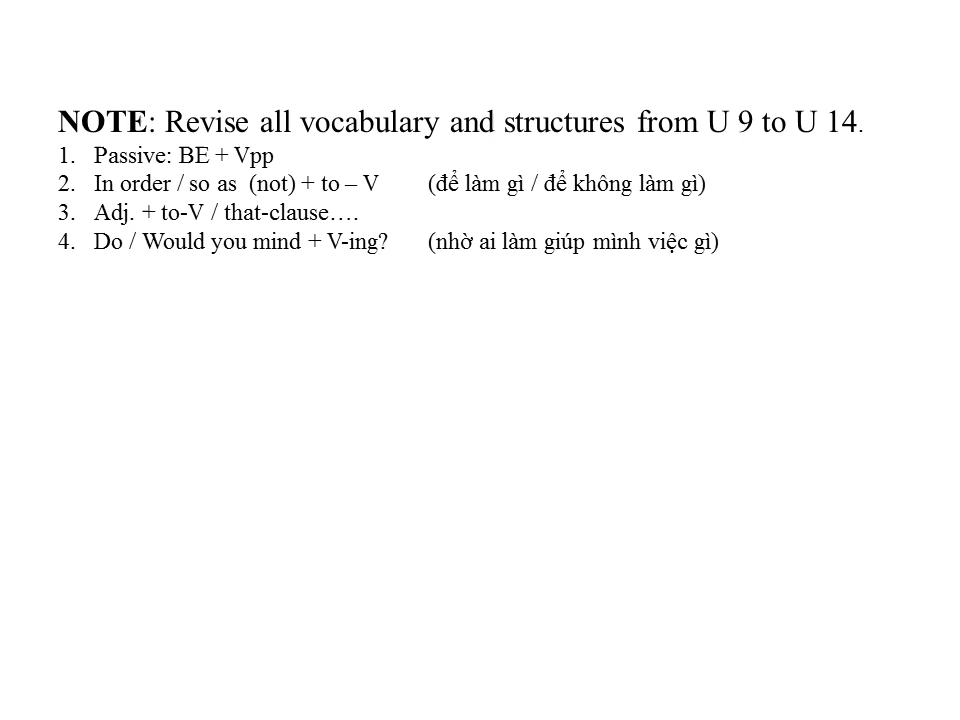 NOTE: Revise all vocabulary and structures from U 9 to U 14.
1. Passive: BE + Vpp
2. In order / so as (not) + to – V (để làm gì / để không làm gì)
3. Adj. + to-V / that-clause….
4. Do / Would you mind + V-ing? (nhờ ai làm giúp mình việc gì)